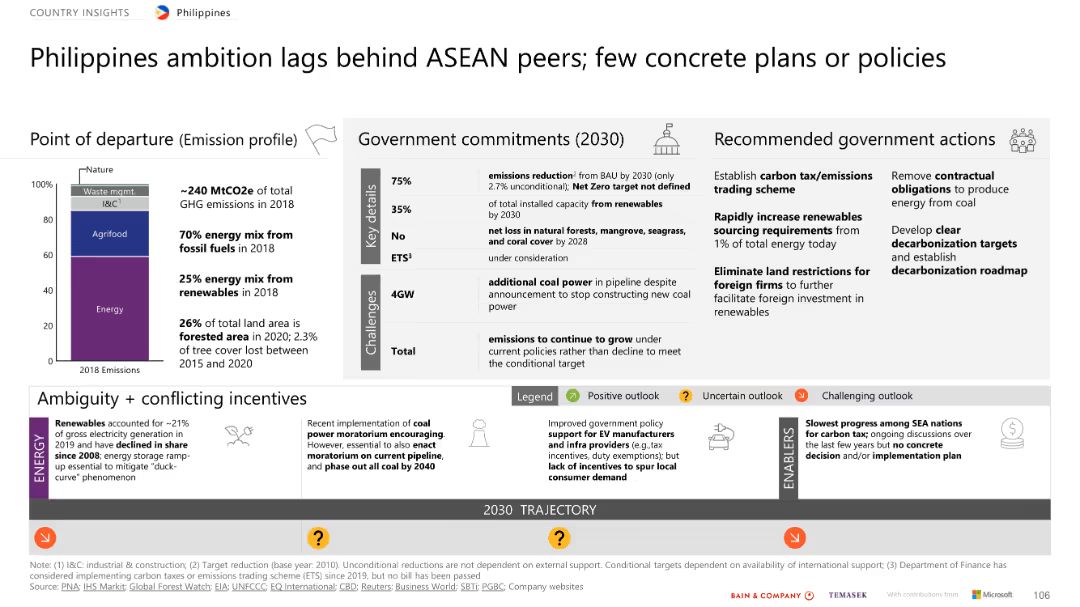 COUNTRY INSIGHTS
Philippines
Philippines ambition lags behind ASEAN peers; few concrete plans or policies
Point of departure (Emission profile)
Nature
100%
80
60
40
20
0
Waste mgmt.
I&C¹
Agrifood
Energy
2018 Emissions
~240 MtCO2e of total
GHG emissions in 2018
70% energy mix from
fossil fuels in 2018
25% energy mix from
renewables in 2018
26% of total land area is
forested area in 2020; 2.3%
of tree cover lost between
2015 and 2020
Government commitments (2030)
Key details
75%
emissions reduction² from BAU by 2030 (only
2.7% unconditional); Net Zero target not defined
35%
of total installed capacity from renewables
by 2030
No
net loss in natural forests, mangrove, seagrass,
and coral cover by 2028
ETS³
under consideration
Challenges
4GW
additional coal power in pipeline despite
announcement to stop constructing new coal
power
Total
emissions to continue to grow under
current policies rather than decline to meet
the conditional target
Recommended government actions
Establish carbon tax/emissions
trading scheme
Rapidly increase renewables
sourcing requirements from
1% of total energy today
Eliminate land restrictions for
foreign firms to further
facilitate foreign investment in
renewables
Remove contractual
obligations to produce
energy from coal
Develop clear
decarbonization targets
and establish
decarbonization roadmap
Ambiguity + conflicting incentives
Legend
Positive outlook
? Uncertain outlook
Challenging outlook
ENERGY
Renewables accounted for ~21%
of gross electricity generation in
2019 and have declined in share
since 2008; energy storage ramp-
up essential to mitigate "duck-
curve" phenomenon
Recent implementation of coal
power moratorium encouraging.
However, essential to also enact
moratorium on current pipeline,
and phase out all coal by 2040
Improved government policy
support for EV manufacturers
and infra providers (e.g.,tax
incentives, duty exemptions); but
lack of incentives to spur local
consumer demand
ENABLERS
Slowest progress among SEA nations
for carbon tax; ongoing discussions over
the last few years but no concrete
decision and/or implementation plan
2030 TRAJECTORY
?
?
Note: (1) I&C: industrial & construction; (2) Target reduction (base year: 2010). Unconditional reductions are not dependent on external support. Conditional targets dependent on availability of international support; (3) Department of Finance has
considered implementing carbon taxes or emissions trading scheme (ETS) since 2019, but no bill has been passed
Source: PNA; IHS Markit; Global Forest Watch; EIA; UNFCCC; EQ International; CBD; Reuters; Business World; SBTi; PGBC; Company websites
BAIN & COMPANY
TEMASEK
With contributions from
Microsoft
106